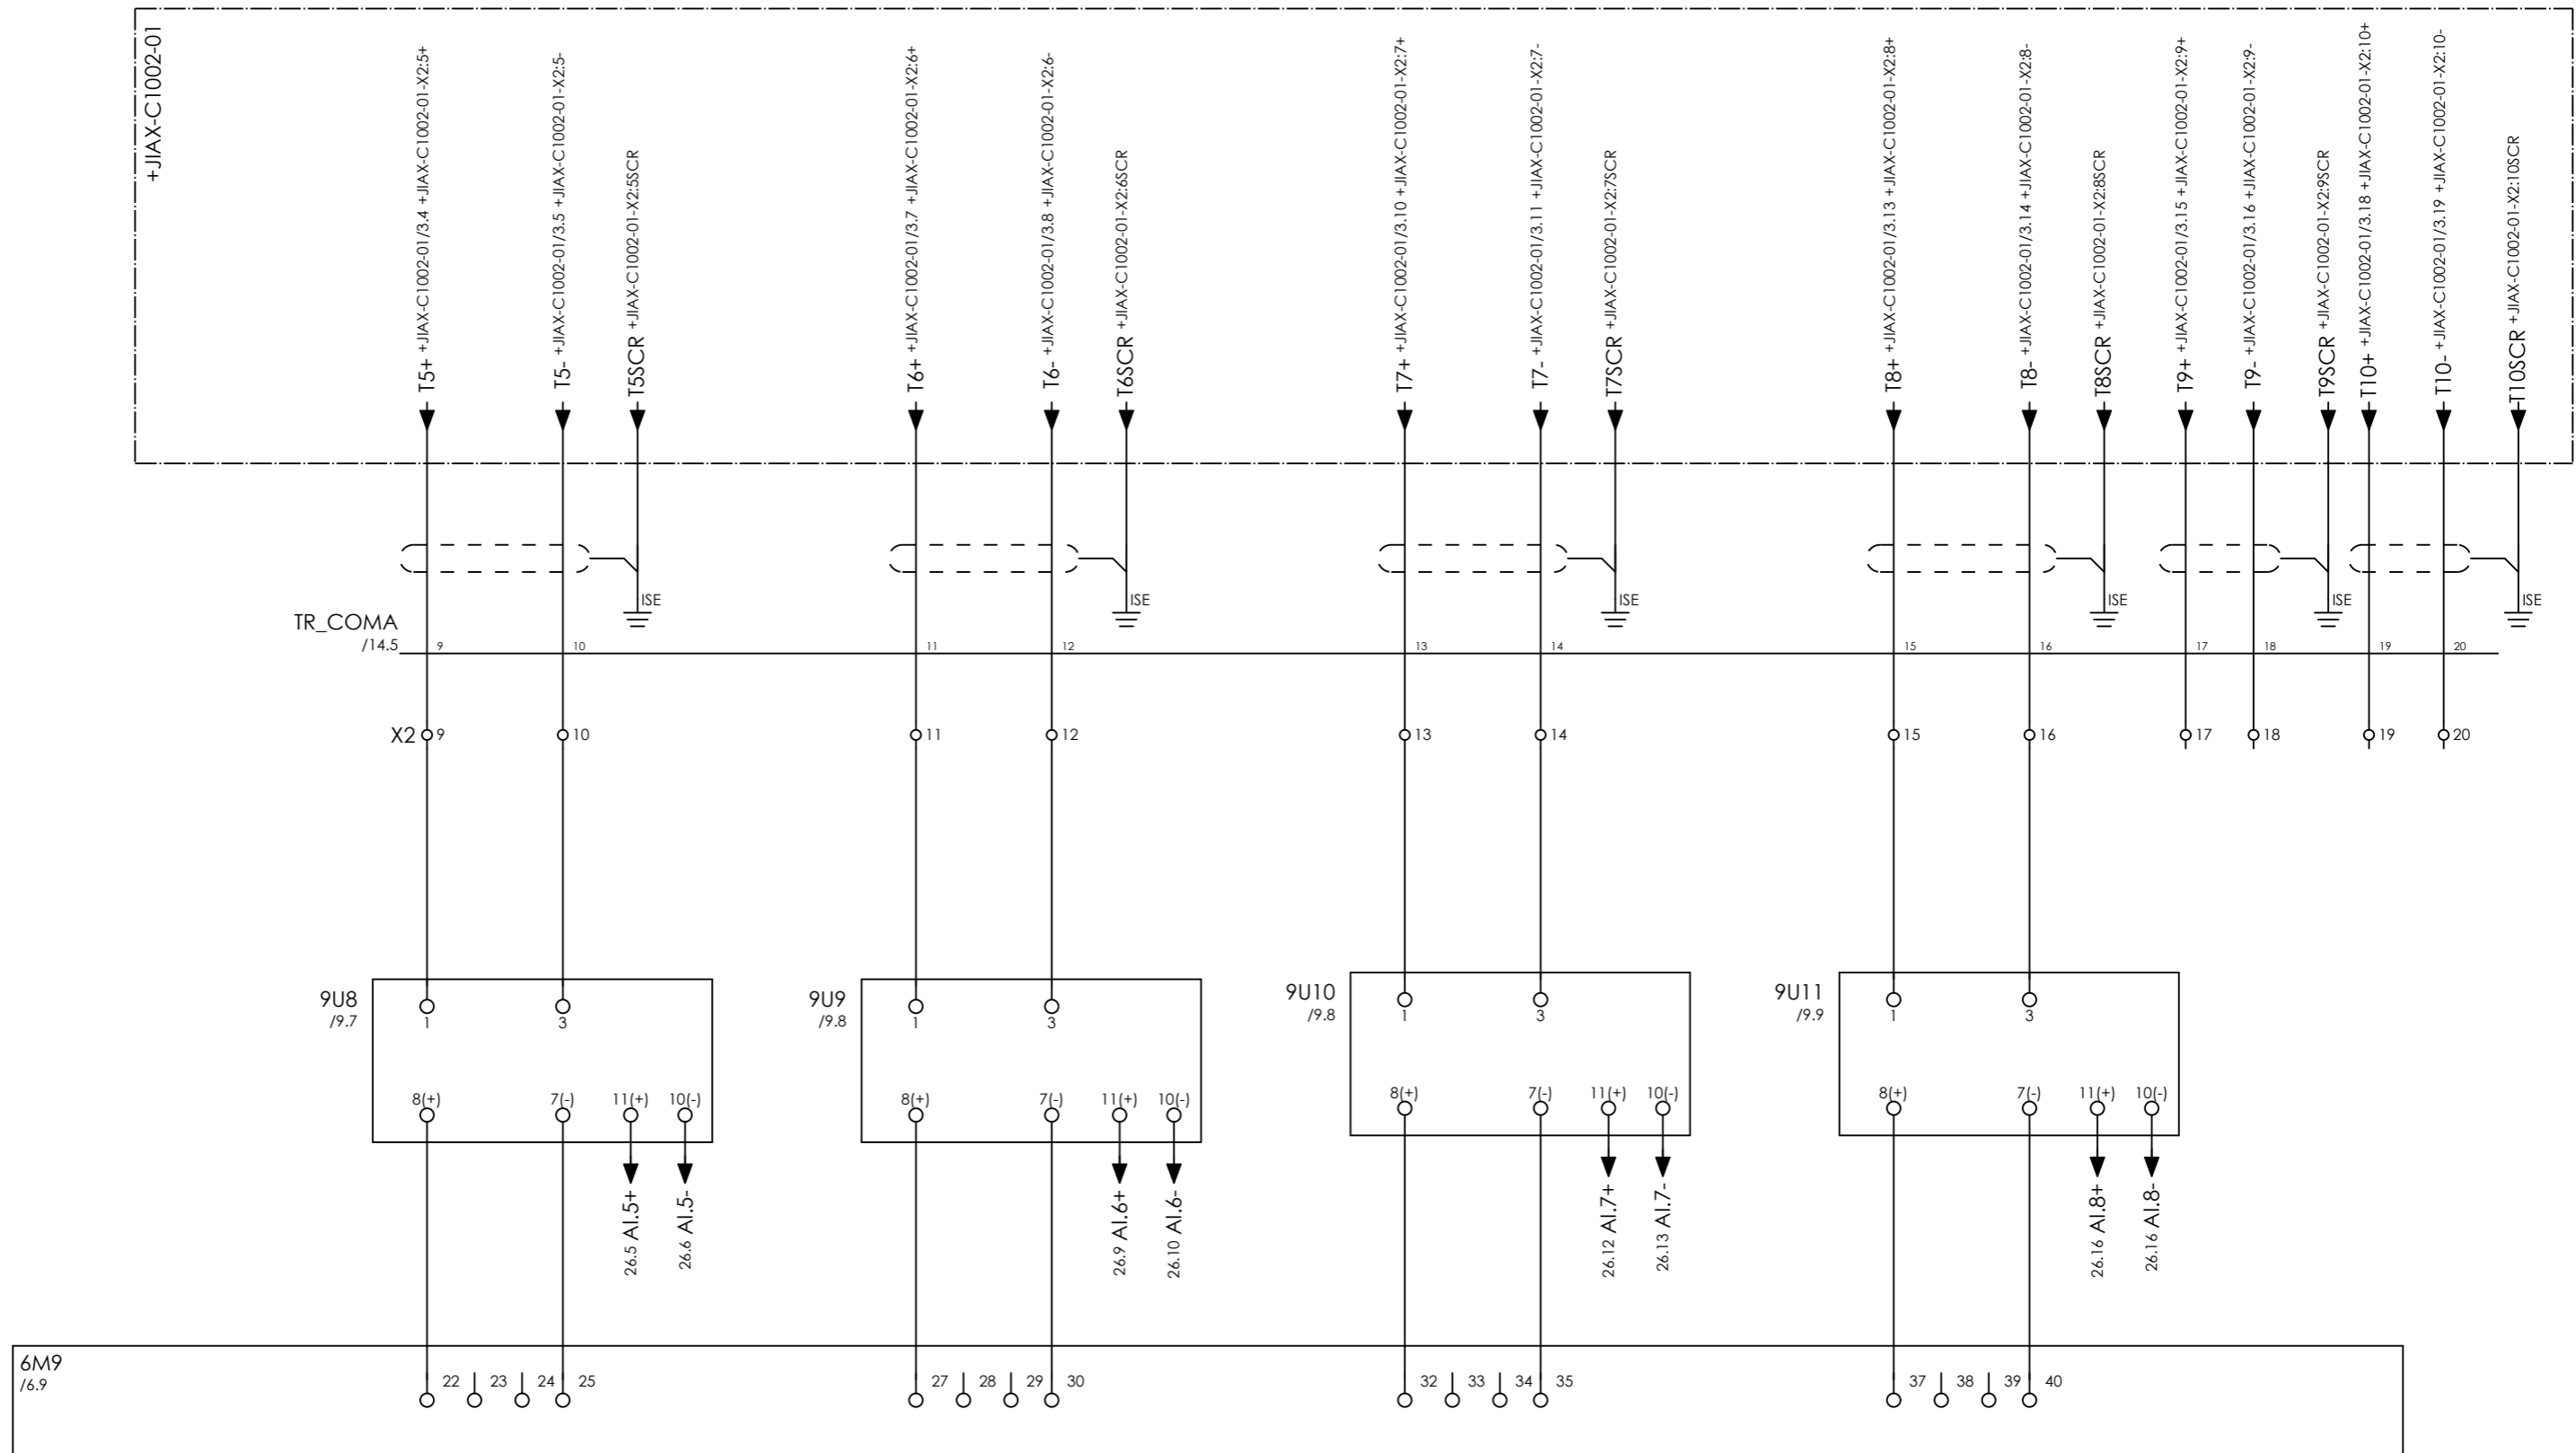 +JIAX-C1002-01
T5+ +JIAX-C1002-01/3.4 +JIAX-C1002-01-X2:5+
T5- +JIAX-C1002-01/3.5 +JIAX-C1002-01-X2:5-
T5SCR +JIAX-C1002-01-X2:5SCR
T6+ +JIAX-C1002-01/3.7 +JIAX-C1002-01-X2:6+
T6- +JIAX-C1002-01/3.8 +JIAX-C1002-01-X2:6-
T6SCR +JIAX-C1002-01-X2:6SCR
T7+ +JIAX-C1002-01/3.10 +JIAX-C1002-01-X2:7+
T7- +JIAX-C1002-01/3.11 +JIAX-C1002-01-X2:7-
T7SCR +JIAX-C1002-01-X2:7SCR
T8+ +JIAX-C1002-01/3.13 +JIAX-C1002-01-X2:8+
T8- +JIAX-C1002-01/3.14 +JIAX-C1002-01-X2:8-
T8SCR +JIAX-C1002-01-X2:8SCR
T9+ +JIAX-C1002-01/3.15 +JIAX-C1002-01-X2:9+
T9- +JIAX-C1002-01/3.16 +JIAX-C1002-01-X2:9-
T9SCR +JIAX-C1002-01-X2:9SCR
T10+ +JIAX-C1002-01/3.18 +JIAX-C1002-01-X2:10+
T10- +JIAX-C1002-01/3.19 +JIAX-C1002-01-X2:10-
T10SCR +JIAX-C1002-01-X2:10SCR
ISE ISE ISE ISE ISE ISE
TR_COMA
/14.5 9 10 11 12 13 14 15 16 17 18 19 20
X2 9 10 11 12 13 14 15 16 17 18 19 20
9U8
/9.7
1 3
8(+) 7(-) 11(+) 10(-)
26.5 AI.5+
26.6 AI.5-
9U9
/9.8
1 3
8(+) 7(-) 11(+) 10(-)
26.9 AI.6+
26.10 AI.6-
9U10
/9.8
1 3
8(+) 7(-) 11(+) 10(-)
26.12 AI.7+
26.13 AI.7-
9U11
/9.9
1 3
8(+) 7(-) 11(+) 10(-)
26.16 AI.8+
26.16 AI.8-
6M9
/6.9
22 23 24 25 27 28 29 30 32 33 34 35 37 38 39 40